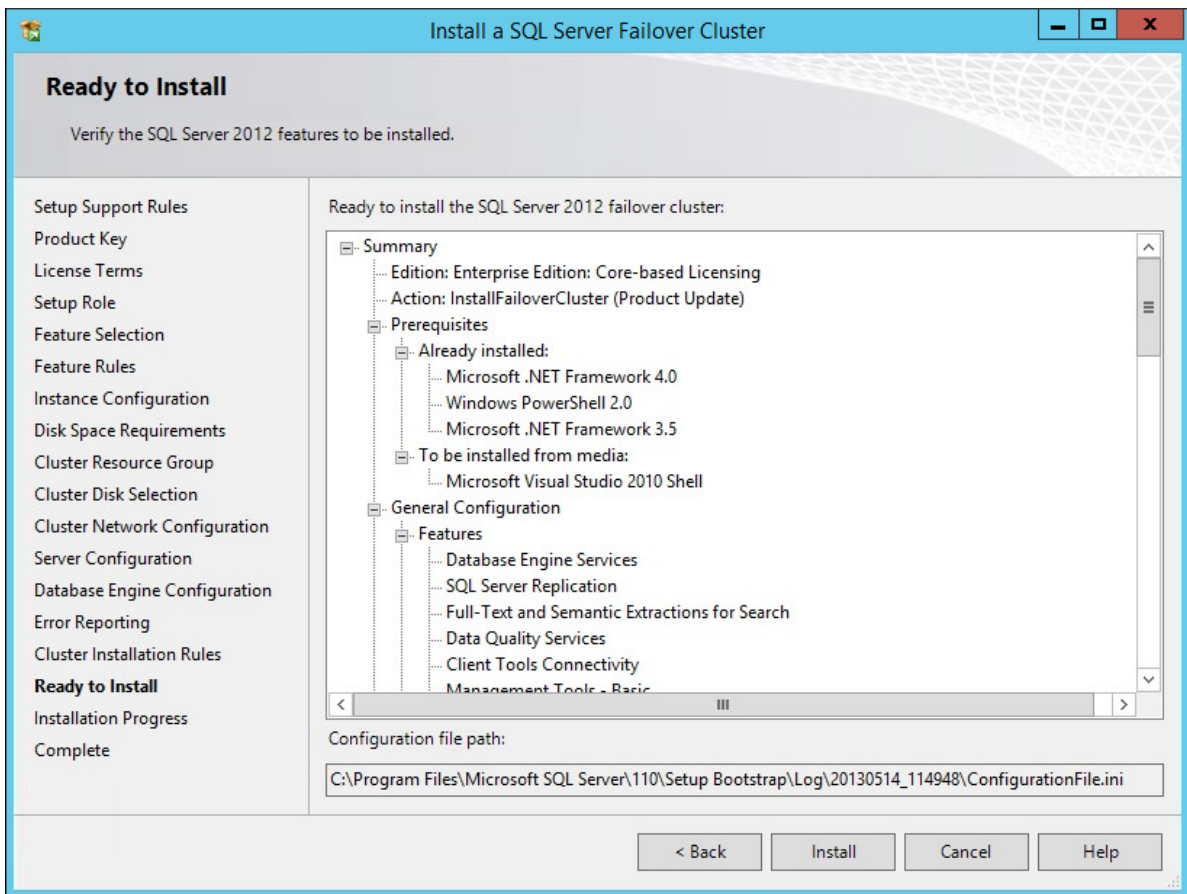 Install a SQL Server Failover Cluster
Ready to Install
Verify the SQL Server 2012 features to be installed.
Setup Support Rules
Product Key
License Terms
Setup Role
Feature Selection
Feature Rules
Instance Configuration
Disk Space Requirements
Cluster Resource Group
Cluster Disk Selection
Cluster Network Configuration
Server Configuration
Database Engine Configuration
Error Reporting
Cluster Installation Rules
Ready to Install
Installation Progress
Complete
Ready to install the SQL Server 2012 failover cluster:
Summary
Edition: Enterprise Edition: Core-based Licensing
Action: InstallFailoverCluster (Product Update)
Prerequisites
Already installed:
Microsoft .NET Framework 4.0
Windows PowerShell 2.0
Microsoft .NET Framework 3.5
To be installed from media:
Microsoft Visual Studio 2010 Shell
General Configuration
Features
Database Engine Services
SQL Server Replication
Full-Text and Semantic Extractions for Search
Data Quality Services
Client Tools Connectivity
Management Tools - Basic
Configuration file path:
C:\Program Files\Microsoft SQL Server\110\Setup Bootstrap\Log\20130514_114948\ConfigurationFile.ini
< Back
Install
Cancel
Help